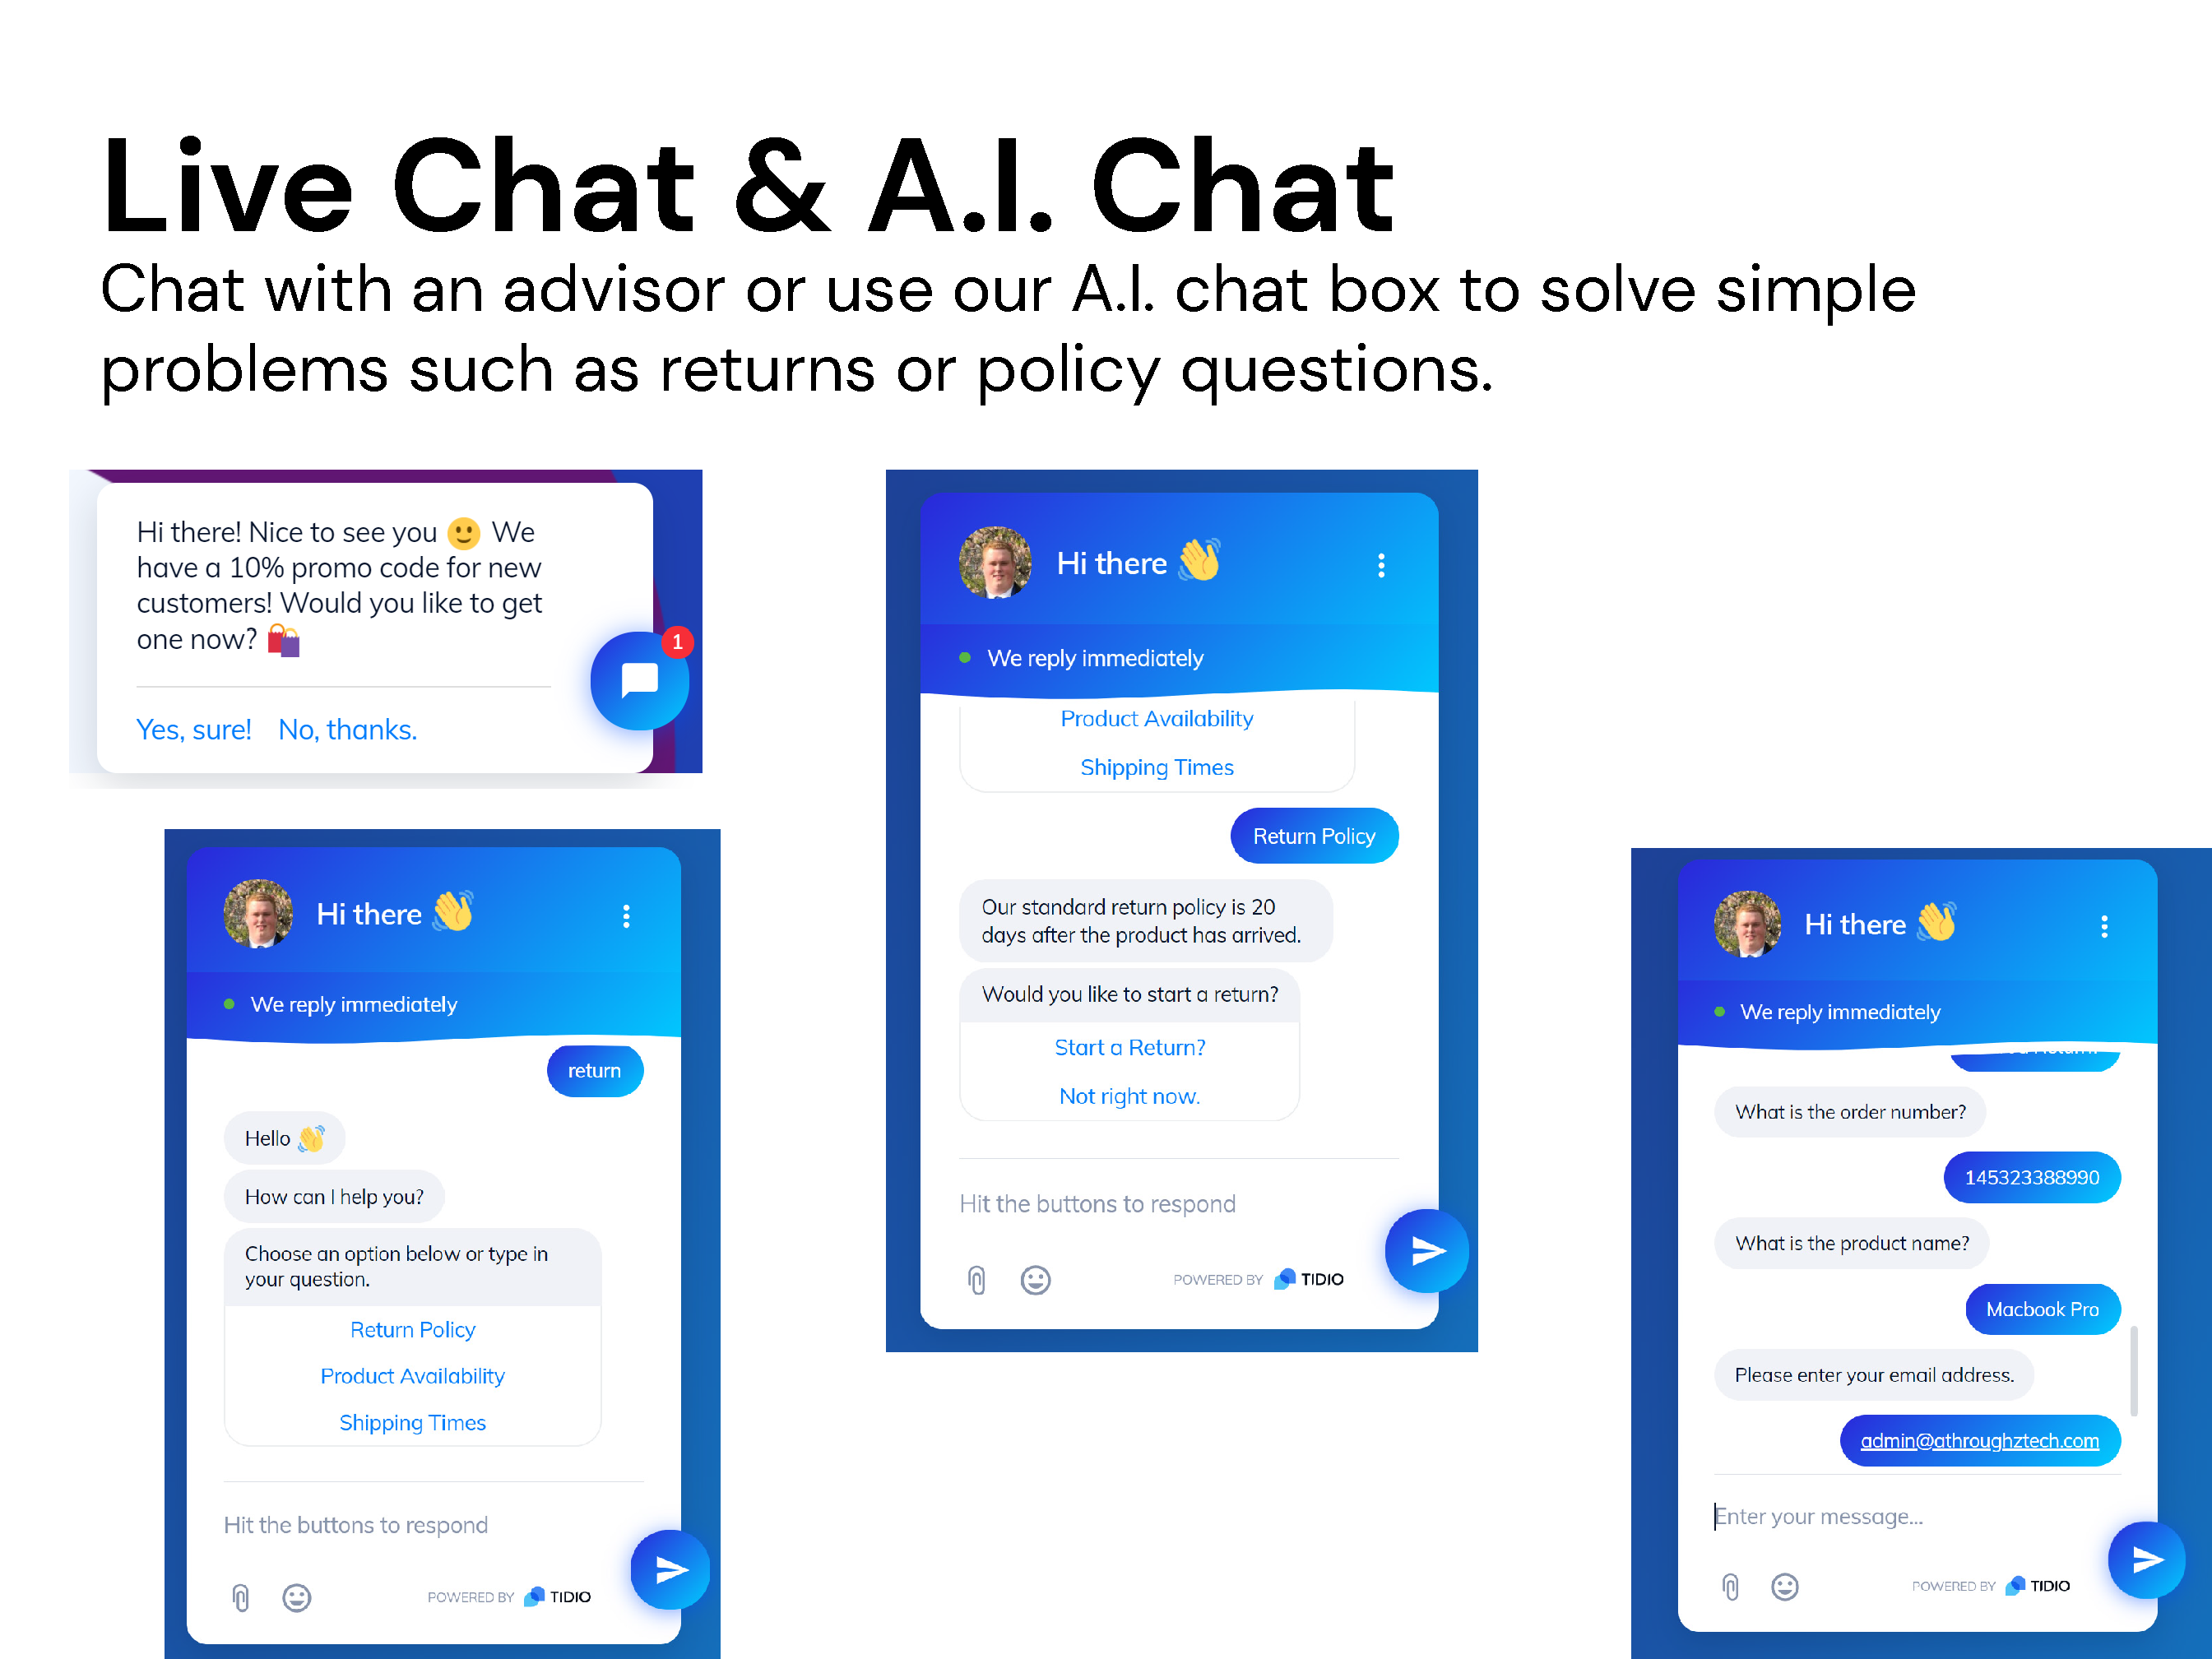 Live Chat & A.I. Chat
Chat with an advisor or use our A.I. chat box to solve simple
problems such as returns or policy questions.
Hi there! Nice to see you 🙂 We
have a 10% promo code for new
customers! Would you like to get
one now? 🛍️
1
Yes, sure! No, thanks.
Hi there 👋
We reply immediately
return
Hello 👋
How can I help you?
Choose an option below or type in
your question.
Return Policy
Product Availability
Shipping Times
Hit the buttons to respond
POWERED BY TIDIO
Hi there 👋
We reply immediately
Product Availability
Shipping Times
Return Policy
Our standard return policy is 20
days after the product has arrived.
Would you like to start a return?
Start a Return?
Not right now.
Hit the buttons to respond
POWERED BY TIDIO
Hi there 👋
We reply immediately
What is the order number?
145323388990
What is the product name?
Macbook Pro
Please enter your email address.
admin@athroughztech.com
Enter your message...
POWERED BY TIDIO